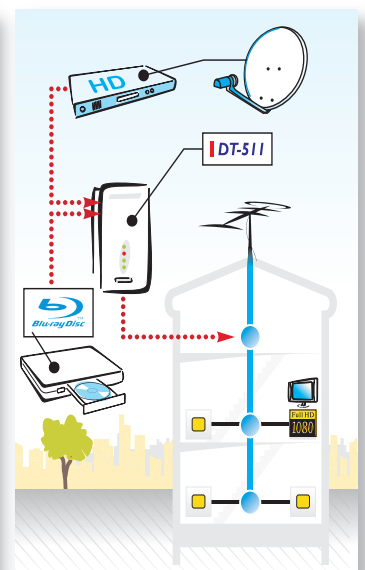 HD
DT-511
Blu-ray Disc
Full HD
1080